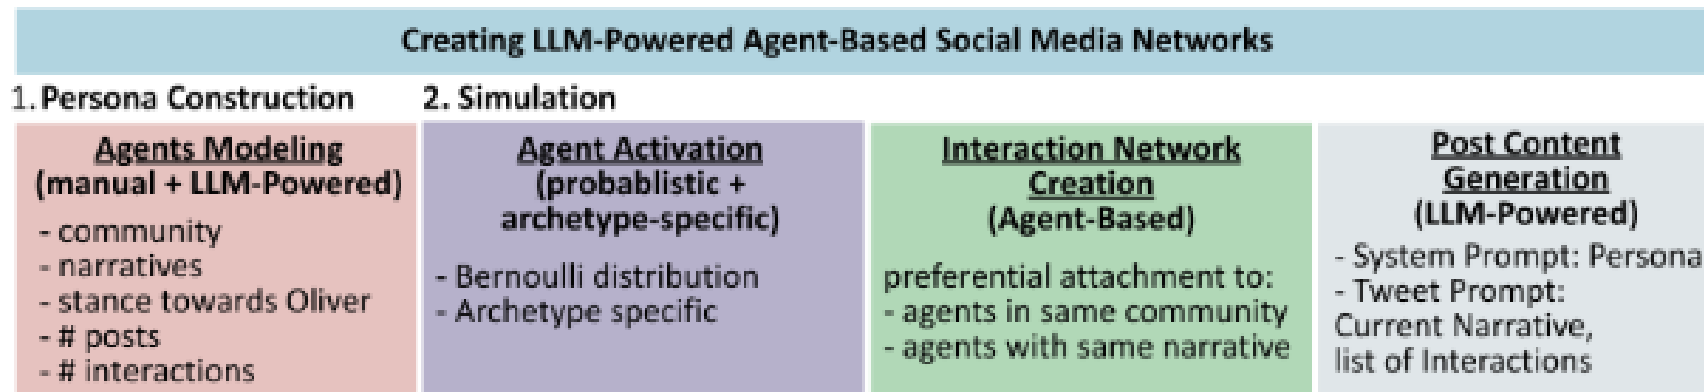 Creating LLM-Powered Agent-Based Social Media Networks
1. Persona Construction
2. Simulation
Agents Modeling
(manual + LLM-Powered)
- community
- narratives
- stance towards Oliver
- # posts
- # interactions
Agent Activation
(probablistic +
archetype-specific)
- Bernoulli distribution
- Archetype specific
Interaction Network
Creation
(Agent-Based)
preferential attachment to:
- agents in same community
- agents with same narrative
Post Content
Generation
(LLM-Powered)
- System Prompt: Persona
- Tweet Prompt:
Current Narrative,
list of Interactions